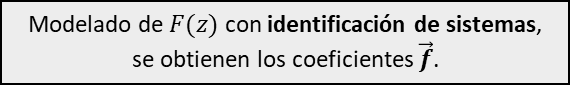 Modelado de F(z) con identificación de sistemas,
se obtienen los coeficientes f⃗.